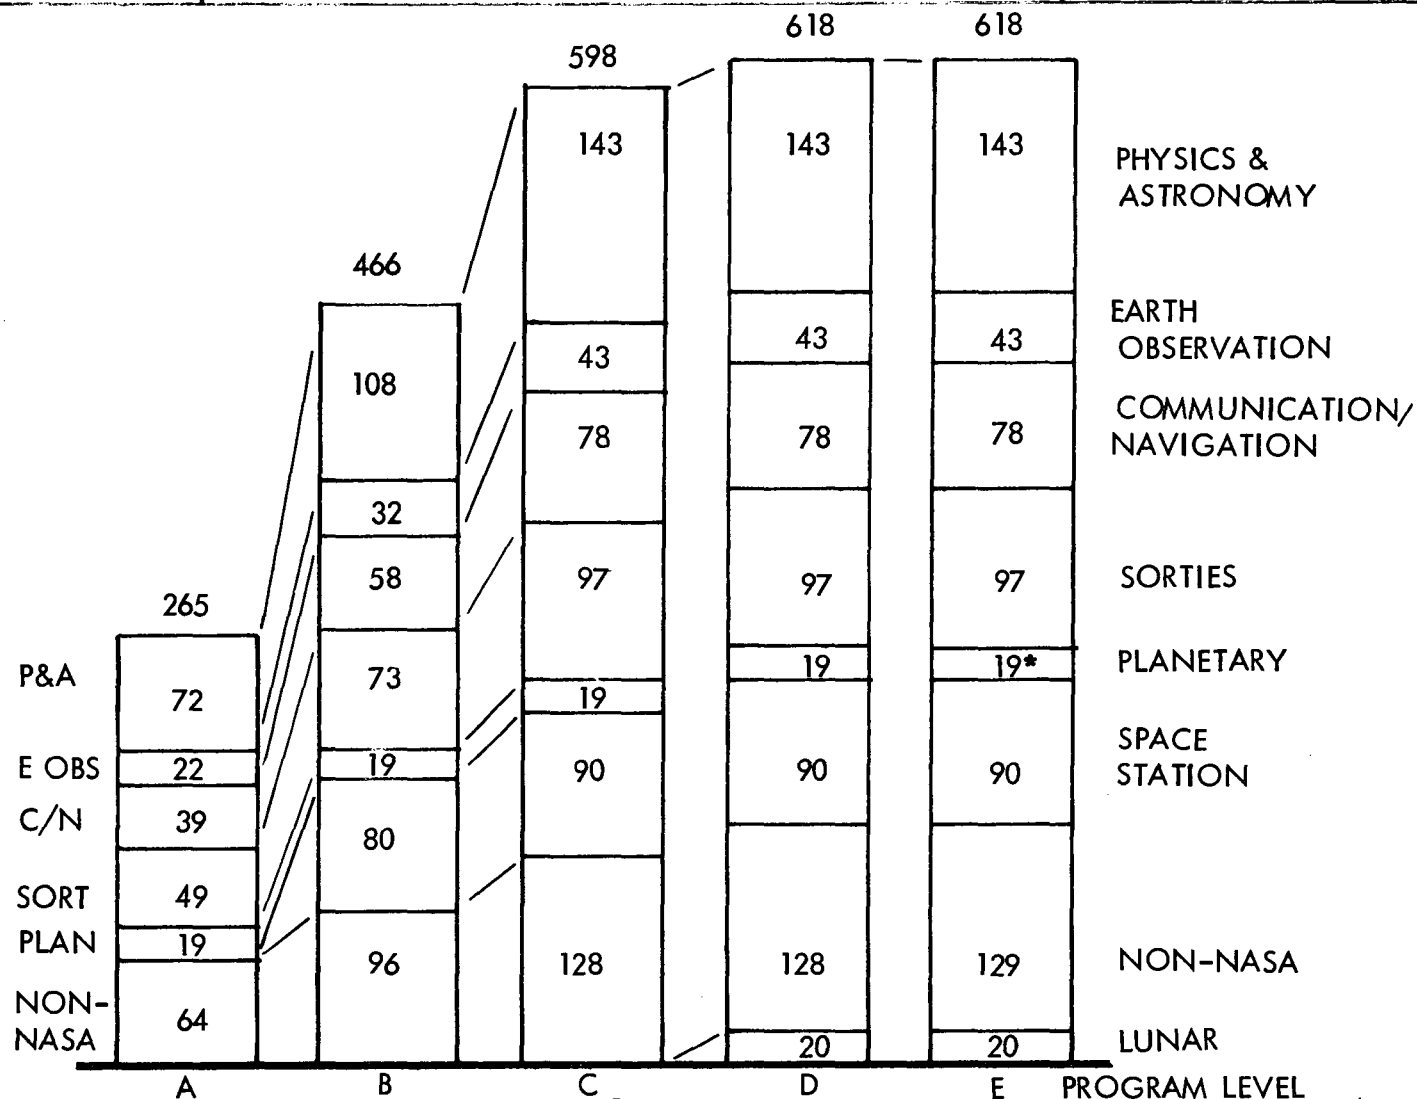 618 618
598
143 143 143
PHYSICS &
ASTRONOMY
466
EARTH
OBSERVATION
43 43 43
108
COMMUNICATION/
NAVIGATION
78 78 78
32
58 97 97 97 SORTIES
265
P&A 72 73 19 19 19* PLANETARY
SPACE
STATION
E OBS 22 19 90 90 90
C/N 39 80
SORT 49
PLAN 19 96 128 128 129 NON-NASA
NON-
NASA 64 20 20 LUNAR
A B C D E PROGRAM LEVEL